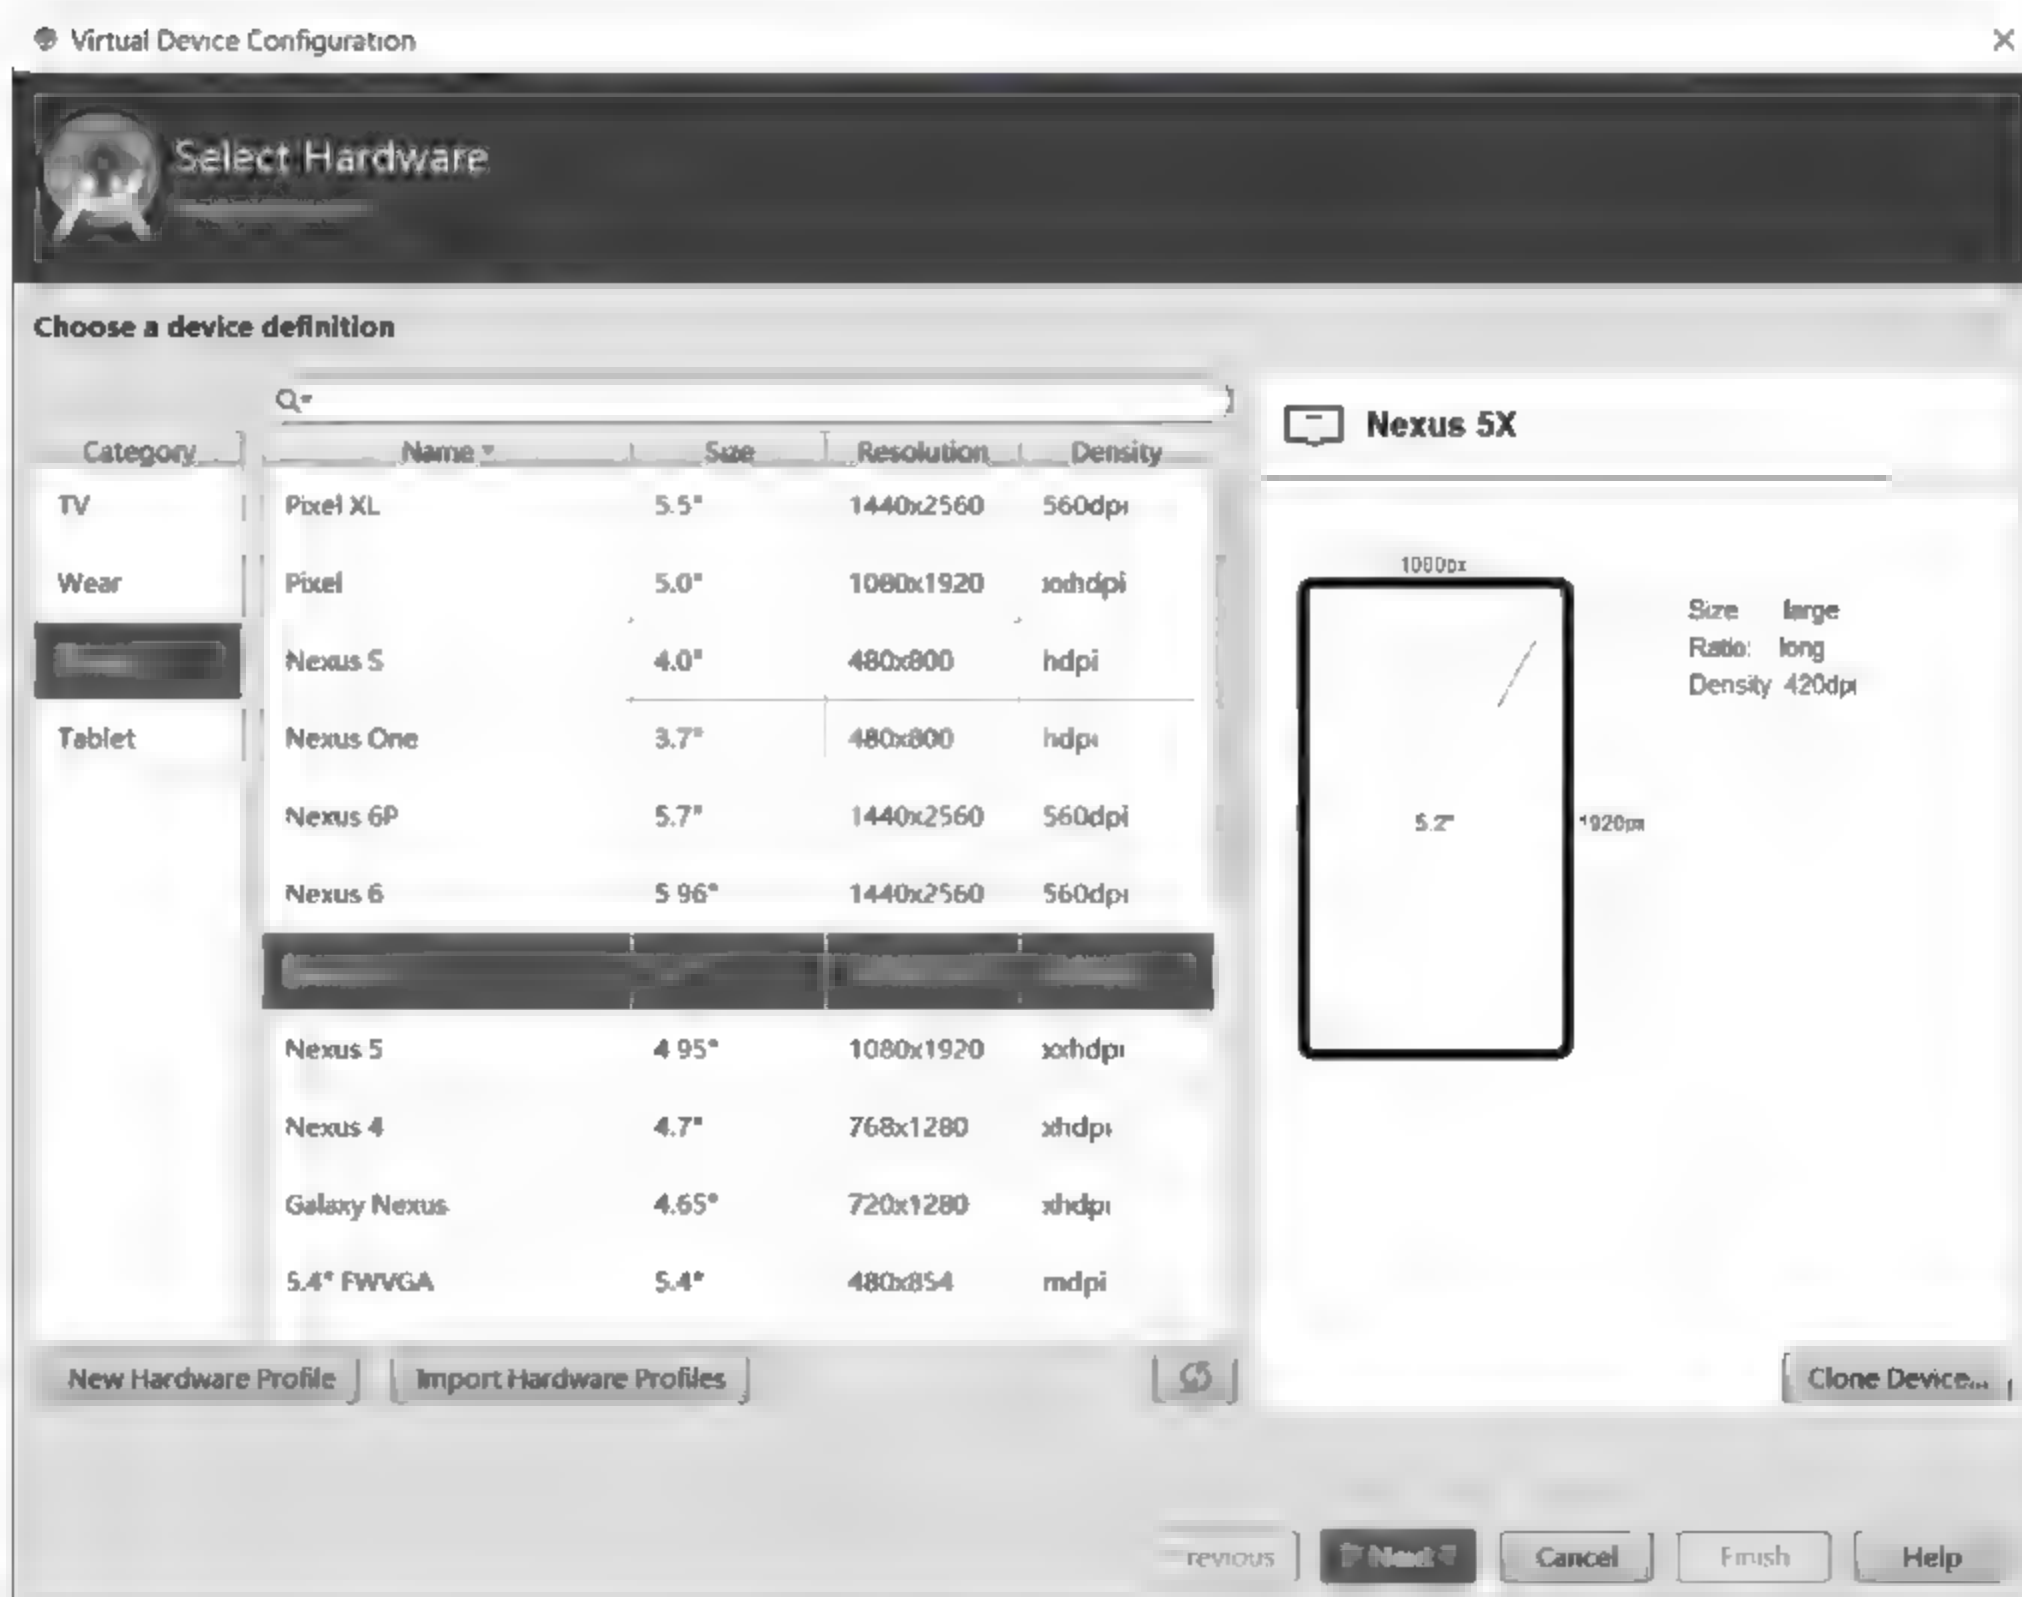 Virtual Device Configuration
Select Hardware
Choose a device definition
Category Name Size Resolution Density
TV
Wear
Tablet
Pixel XL 5.5" 1440x2560 560dpi
Pixel 5.0" 1080x1920 xxhdpi
Nexus S 4.0" 480x800 hdpi
Nexus One 3.7" 480x800 hdpi
Nexus 6P 5.7" 1440x2560 560dpi
Nexus 6 5.96" 1440x2560 560dpi
Nexus 5 4.95" 1080x1920 xxhdpi
Nexus 4 4.7" 768x1280 xhdpi
Galaxy Nexus 4.65" 720x1280 xhdpi
5.4" FWVGA 5.4" 480x854 mdpi
New Hardware Profile Import Hardware Profiles
Nexus 5X
1080px
Size large
Ratio: long
Density 420dpi
5.2"
1920px
Clone Device...
Previous Next Cancel Finish Help